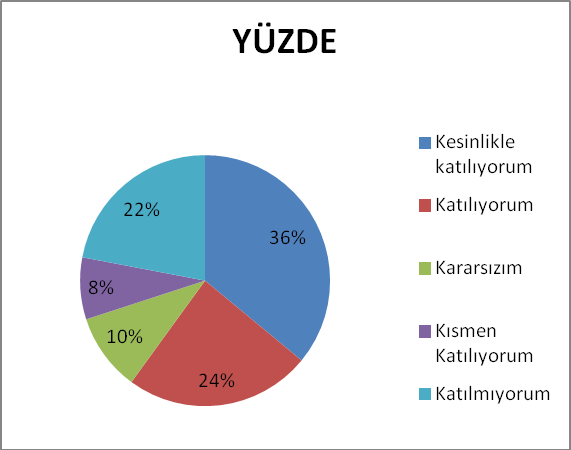 YÜZDE
Kesinlikle
katılıyorum
Katılıyorum
Kararsızım
Kısmen
Katılıyorum
Katılmıyorum
22%
36%
8%
10%
24%